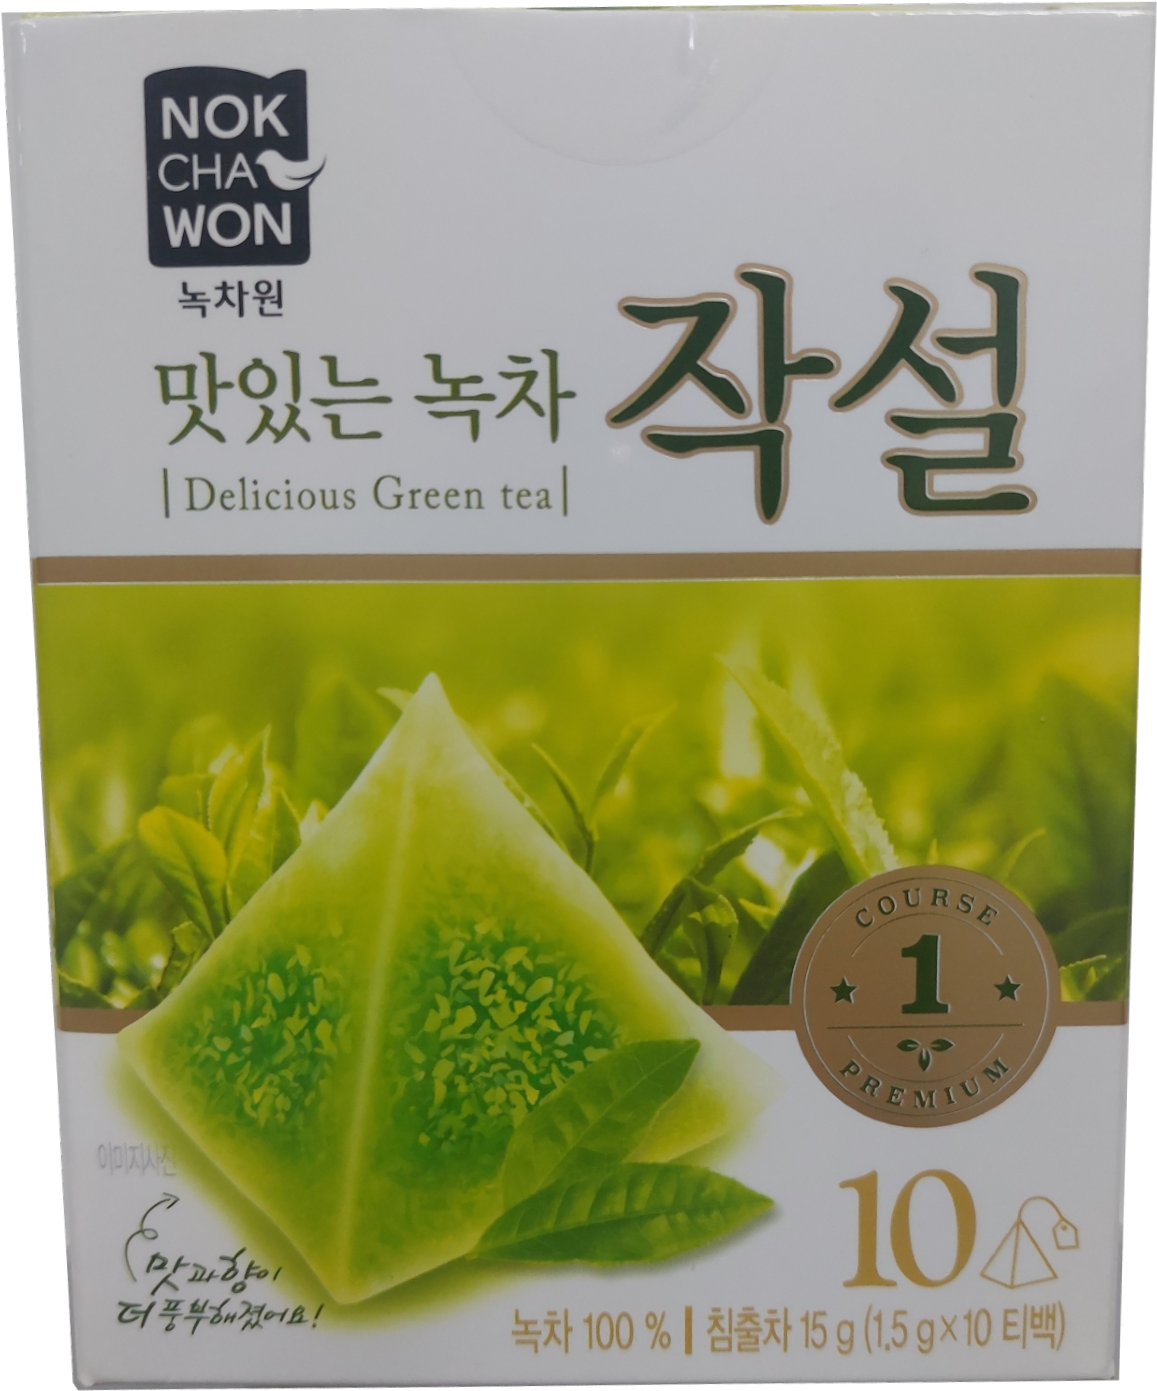 NOK
CHA
WON
녹차원
맛있는 녹차 작설
Delicious Green tea
COURSE
1
PREMIUM
이미지사진
맛과 향이
더 풍부해졌어요!
10
녹차 100 % | 침출차 15 g (1.5 g×10 티백)